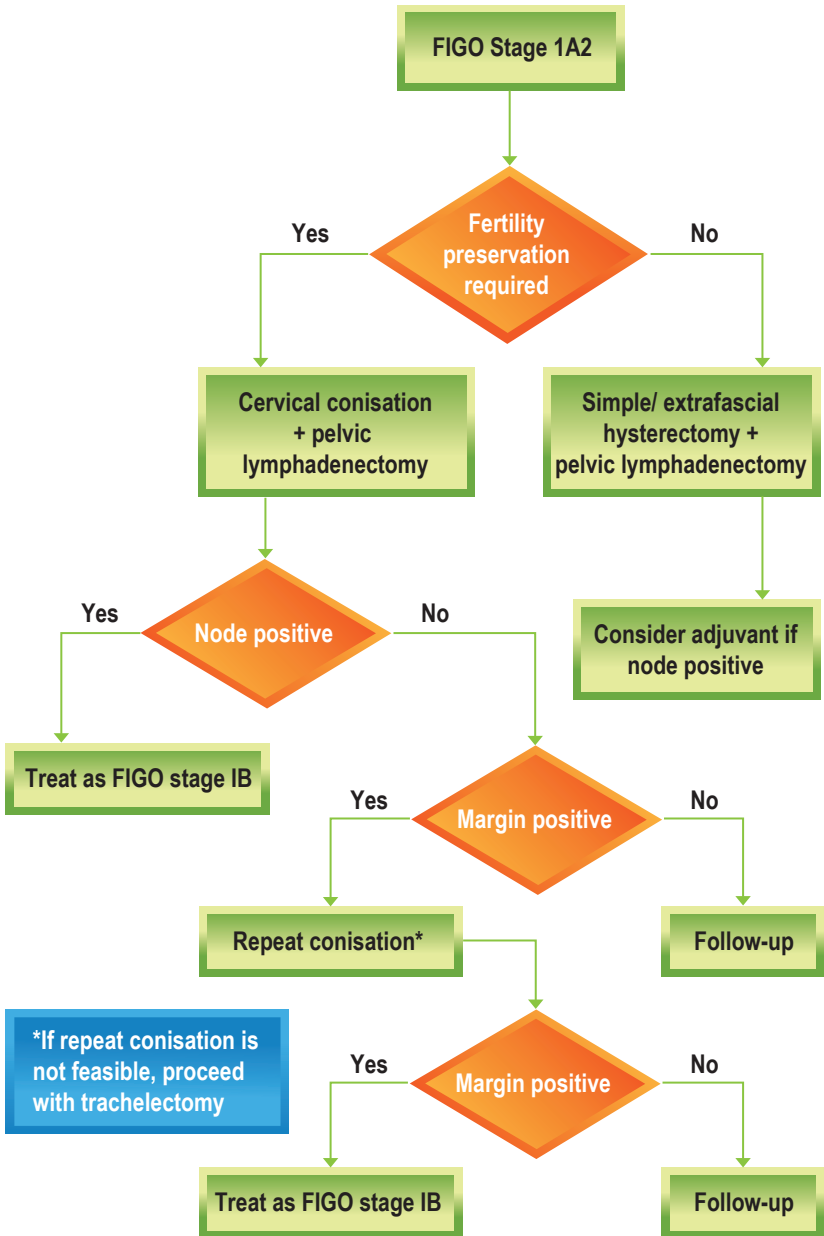 FIGO Stage 1A2
Fertility
preservation
required
Yes
No
Cervical conisation
+ pelvic
lymphadenectomy
Simple/ extrafascial
hysterectomy +
pelvic lymphadenectomy
Yes
Node positive
No
Consider adjuvant if
node positive
Treat as FIGO stage IB
Yes
Margin positive
No
Repeat conisation*
Follow-up
*If repeat conisation is
not feasible, proceed
with trachelectomy
Yes
Margin positive
No
Treat as FIGO stage IB
Follow-up